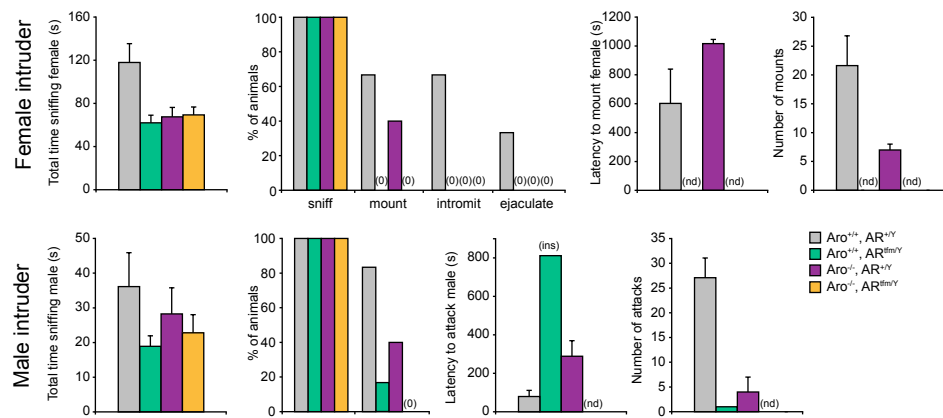 Female intruder
Total time sniffing female (s)
160
120
80
40
0
% of animals
100
80
60
40
20
0
(0) (0)
(0)(0)(0)
(0)(0)(0)
sniff
mount
intromit
ejaculate
Latency to mount female (s)
1200
1000
800
600
400
200
0
(nd)
(nd)
Number of mounts
30
25
20
15
10
5
0
(nd)
(nd)
Male intruder
Total time sniffing male (s)
50
40
30
20
10
0
% of animals
100
80
60
40
20
0
(0)
Latency to attack male (s)
800
600
400
200
0
(ins)
(nd)
Number of attacks
35
30
25
20
15
10
5
0
(nd)
Aro+/+, AR+/Y
Aro+/+, ARtfm/Y
Aro-/-, AR+/Y
Aro-/-, ARtfm/Y